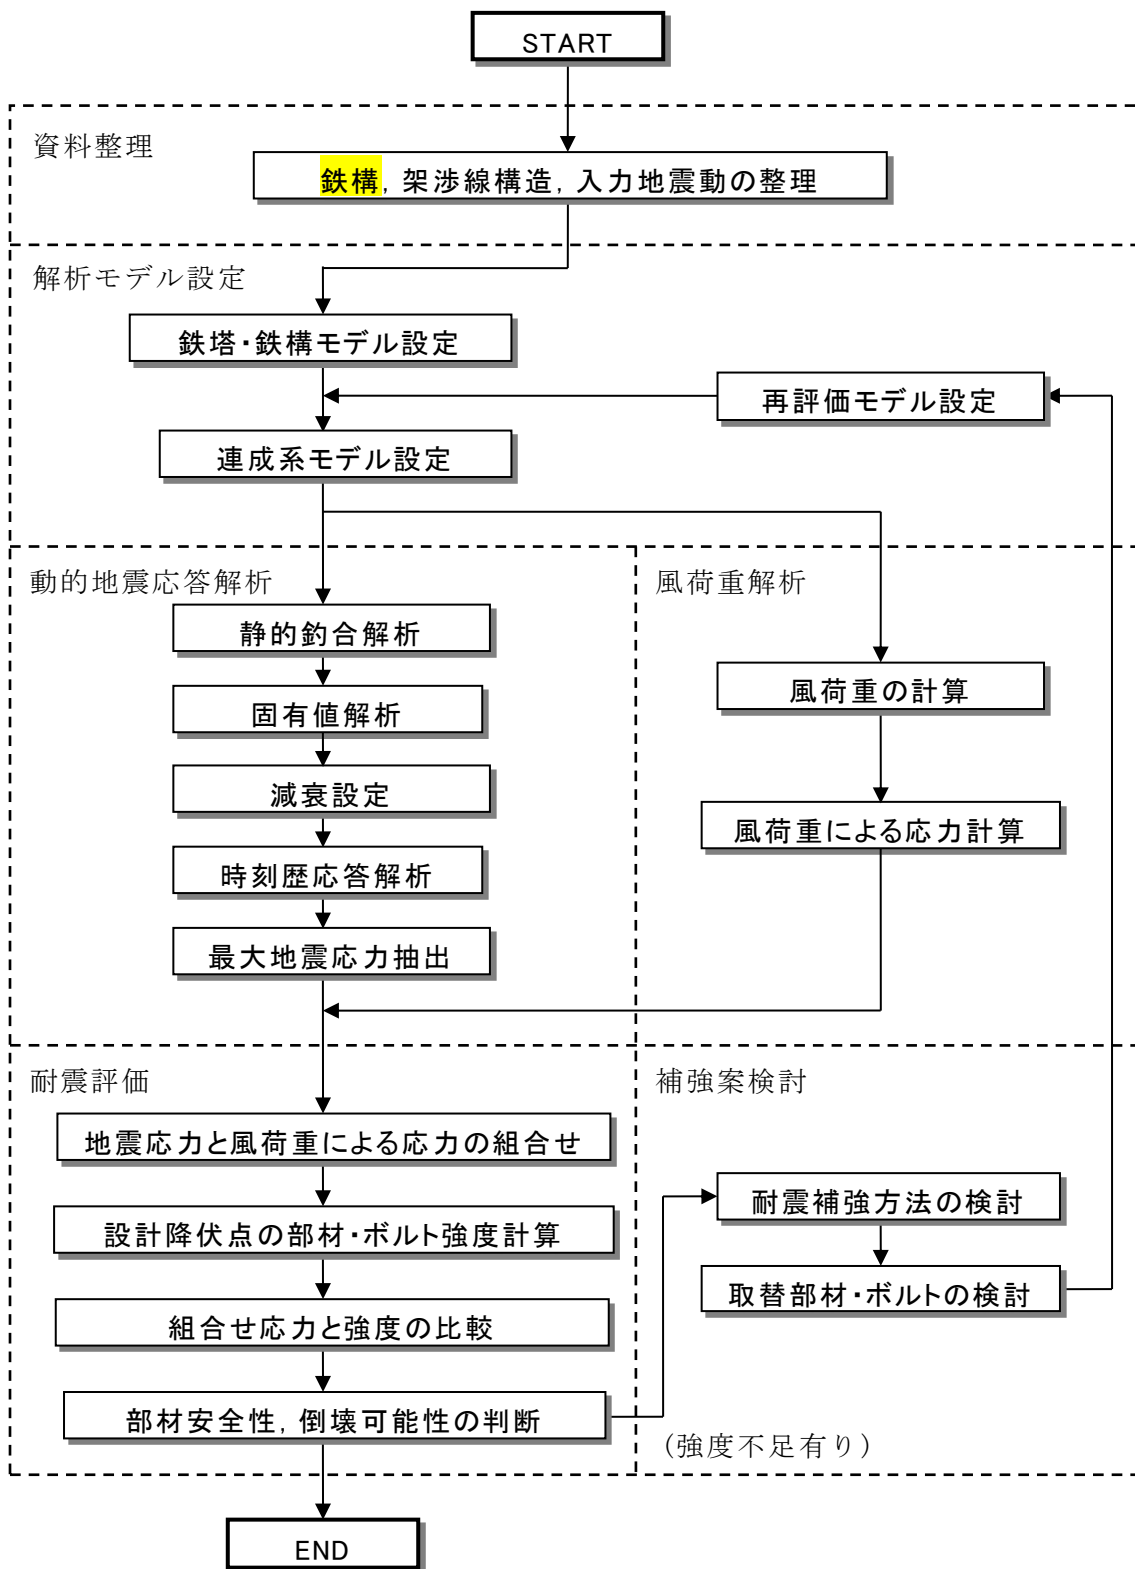 START
資料整理
鉄構, 架渉線構造, 入力地震動の整理
解析モデル設定
鉄塔・鉄構モデル設定
再評価モデル設定
連成系モデル設定
動的地震応答解析
風荷重解析
静的釣合解析
固有値解析
減衰設定
時刻歴応答解析
最大地震応力抽出
風荷重の計算
風荷重による応力計算
耐震評価
補強案検討
地震応力と風荷重による応力の組合せ
設計降伏点の部材・ボルト強度計算
組合せ応力と強度の比較
部材安全性, 倒壊可能性の判断
耐震補強方法の検討
取替部材・ボルトの検討
(強度不足有り)
END